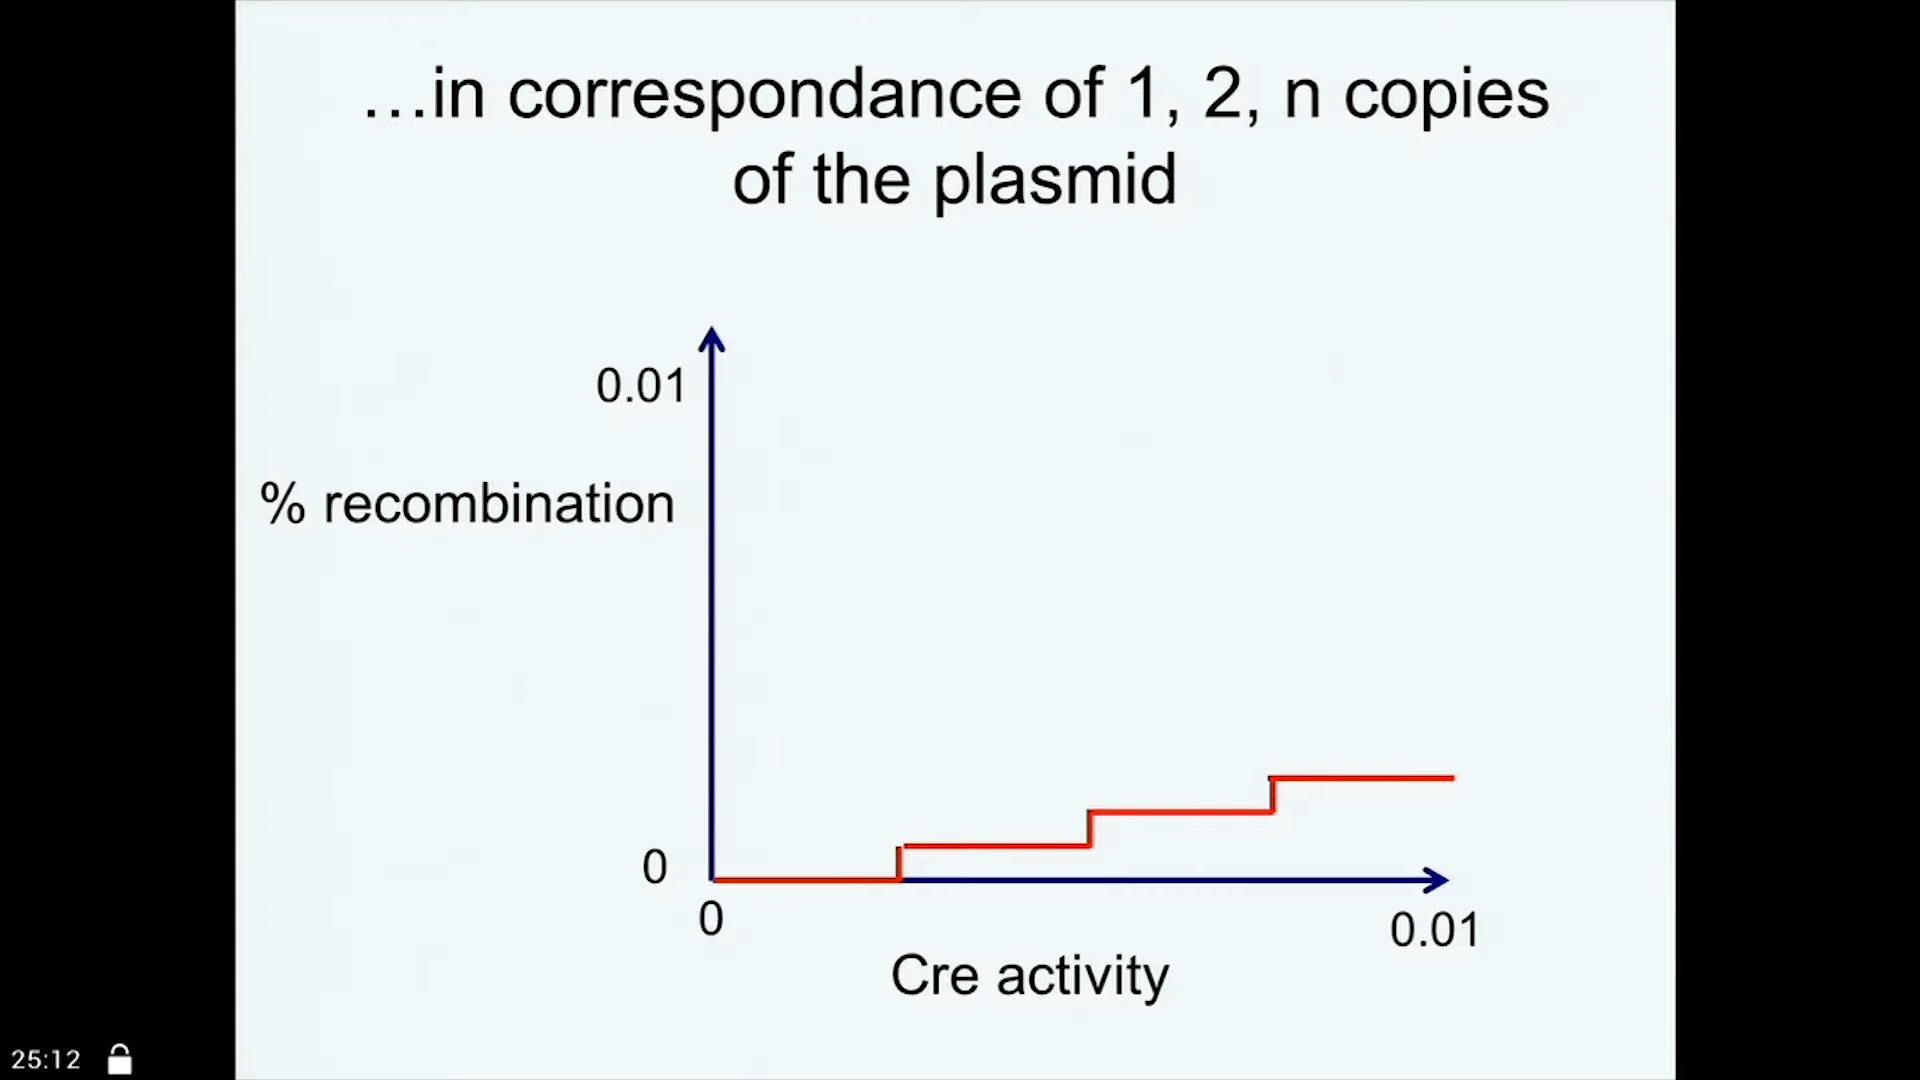 …in correspondance of 1, 2, n copies
of the plasmid
0.01
% recombination
0
0
0.01
Cre activity
25:12